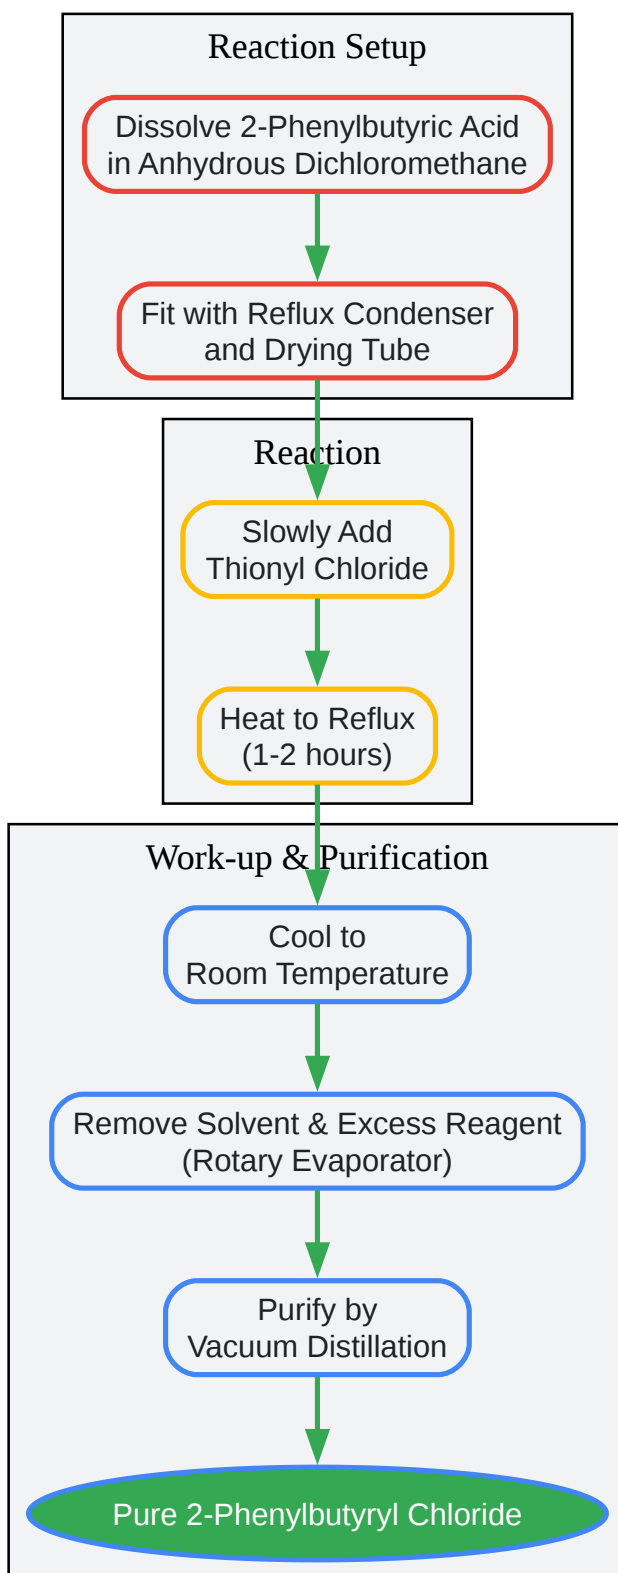 Reaction Setup
Dissolve 2-Phenylbutyric Acid
in Anhydrous Dichloromethane
Fit with Reflux Condenser
and Drying Tube
Reaction
Slowly Add
Thionyl Chloride
Heat to Reflux
(1-2 hours)
Work-up & Purification
Cool to
Room Temperature
Remove Solvent & Excess Reagent
(Rotary Evaporator)
Purify by
Vacuum Distillation
Pure 2-Phenylbutyryl Chloride